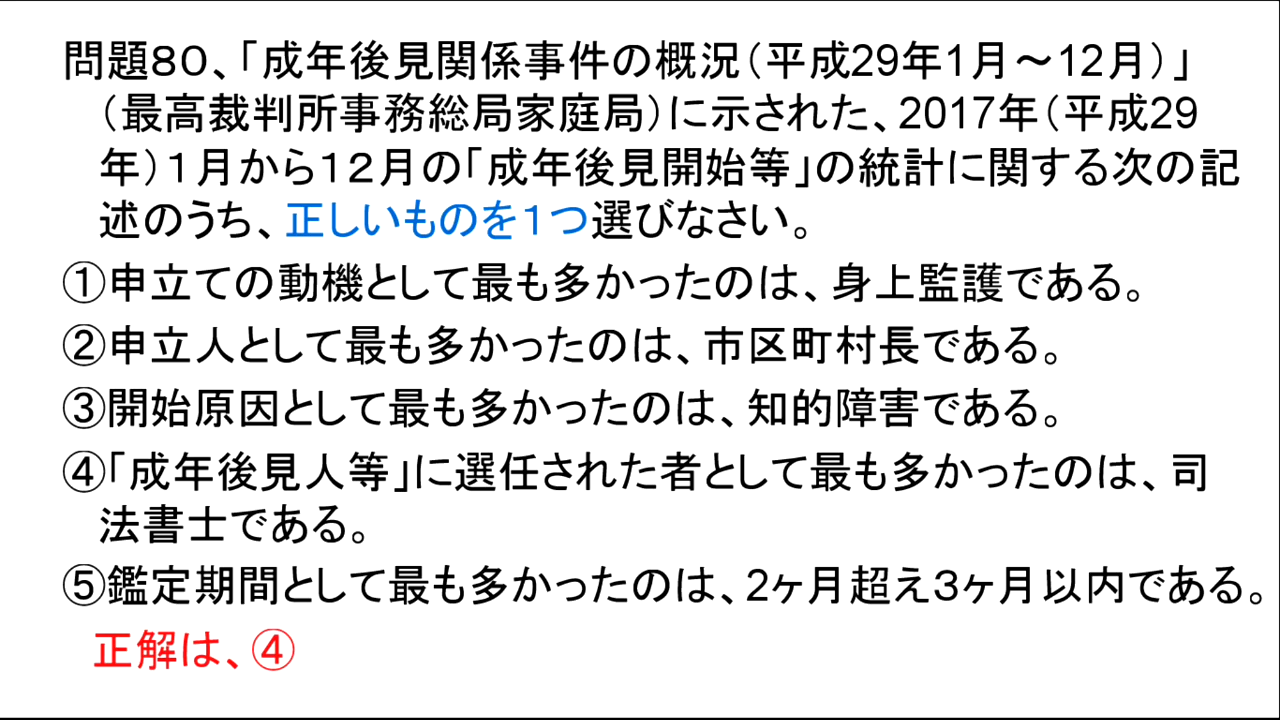 問題８０、「成年後見関係事件の概況（平成29年1月～12月）」
（最高裁判所事務総局家庭局）に示された、2017年（平成29
年）１月から１２月の「成年後見開始等」の統計に関する次の記
述のうち、正しいものを１つ選びなさい。
①申立ての動機として最も多かったのは、身上監護である。
②申立人として最も多かったのは、市区町村長である。
③開始原因として最も多かったのは、知的障害である。
④「成年後見人等」に選任された者として最も多かったのは、司
法書士である。
⑤鑑定期間として最も多かったのは、2ヶ月超え３ヶ月以内である。
正解は、④